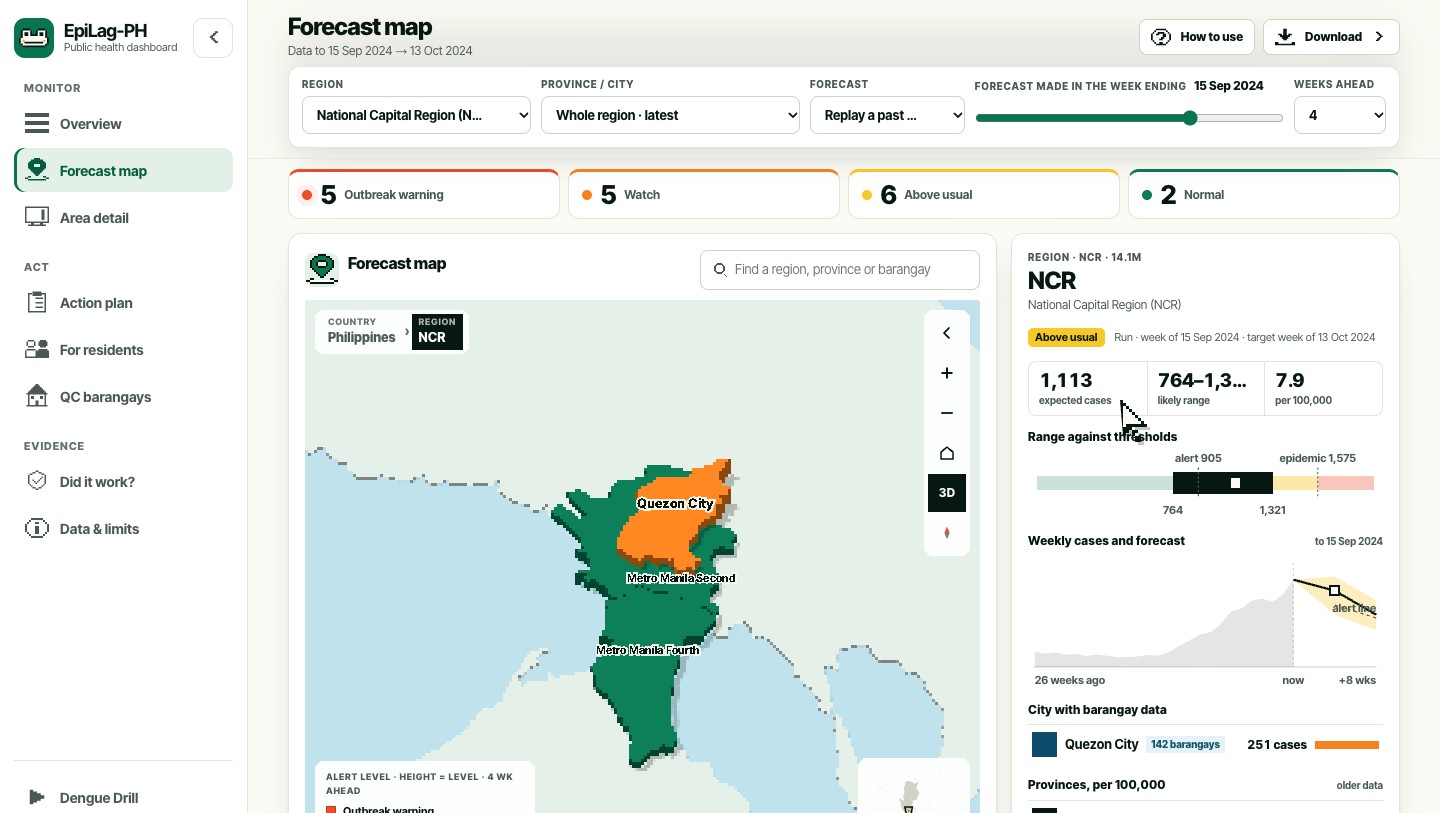 EpiLag-PH
Public health dashboard
MONITOR
Overview
Forecast map
Area detail
ACT
Action plan
For residents
QC barangays
EVIDENCE
Did it work?
Data & limits
Dengue Drill
Forecast map
Data to 15 Sep 2024 → 13 Oct 2024
How to use
Download
REGION
National Capital Region (N...
PROVINCE / CITY
Whole region · latest
FORECAST
Replay a past ...
FORECAST MADE IN THE WEEK ENDING 15 Sep 2024
WEEKS AHEAD
4
5 Outbreak warning
5 Watch
6 Above usual
2 Normal
Forecast map
Find a region, province or barangay
COUNTRY
Philippines
›
REGION
NCR
3D
Quezon City
Metro Manila Second
Metro Manila Fourth
ALERT LEVEL · HEIGHT = LEVEL · 4 WK
AHEAD
Outbreak warning
REGION · NCR · 14.1M
NCR
National Capital Region (NCR)
Above usual Run · week of 15 Sep 2024 · target week of 13 Oct 2024
1,113
expected cases
764–1,3...
likely range
7.9
per 100,000
Range against thresholds
alert 905 epidemic 1,575
764 1,321
Weekly cases and forecast to 15 Sep 2024
alert line
26 weeks ago now +8 wks
City with barangay data
Quezon City 142 barangays 251 cases
Provinces, per 100,000 older data